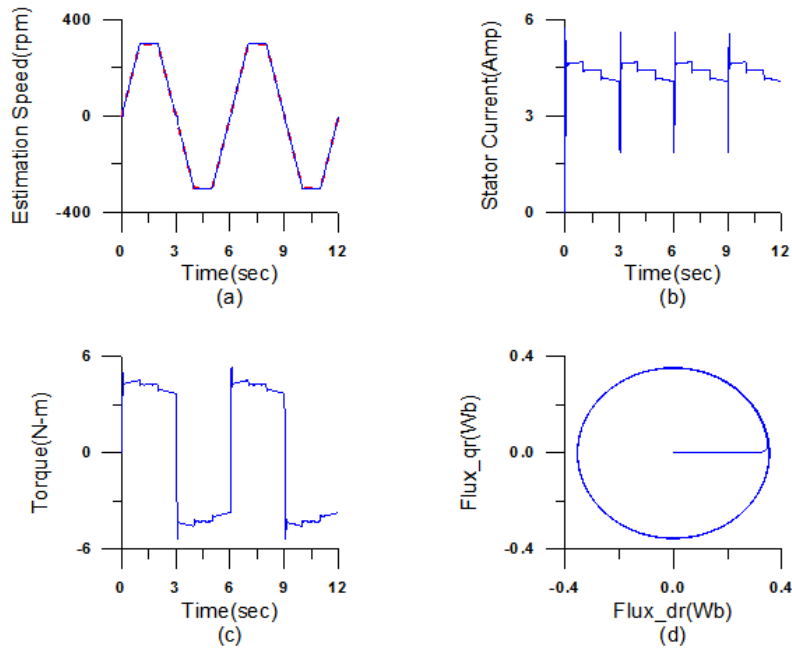 Estimation Speed(rpm)
400
0
-400
0 3 6 9 12
Time(sec)
(a)
Stator Current(Amp)
6
3
0
0 3 6 9 12
Time(sec)
(b)
Torque(N-m)
6
0
-6
0 3 6 9 12
Time(sec)
(c)
Flux_qr(Wb)
0.4
0.0
-0.4
-0.4 0.0 0.4
Flux_dr(Wb)
(d)